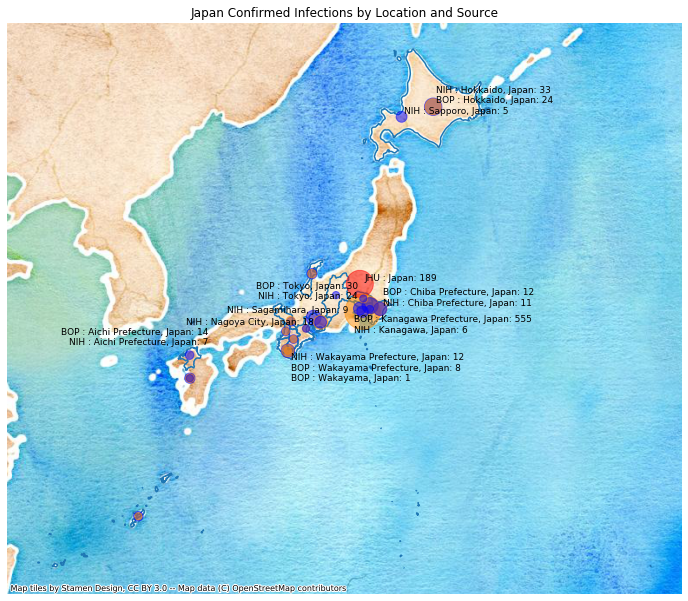 Japan Confirmed Infections by Location and Source
NIH : Hokkaido, Japan: 33
BOP : Hokkaido, Japan: 24
NIH : Sapporo, Japan: 5
JHU : Japan: 189
BOP : Tokyo, Japan: 30
NIH : Tokyo, Japan: 24
BOP : Chiba Prefecture, Japan: 12
NIH : Chiba Prefecture, Japan: 11
NIH : Sagamihara, Japan: 9
NIH : Nagoya City, Japan: 18
BOP : Kanagawa Prefecture, Japan: 555
NIH : Kanagawa, Japan: 6
BOP : Aichi Prefecture, Japan: 14
NIH : Aichi Prefecture, Japan: 7
NIH : Wakayama Prefecture, Japan: 12
BOP : Wakayama Prefecture, Japan: 8
BOP : Wakayama, Japan: 1
Map tiles by Stamen Design, CC BY 3.0 -- Map data (C) OpenStreetMap contributors